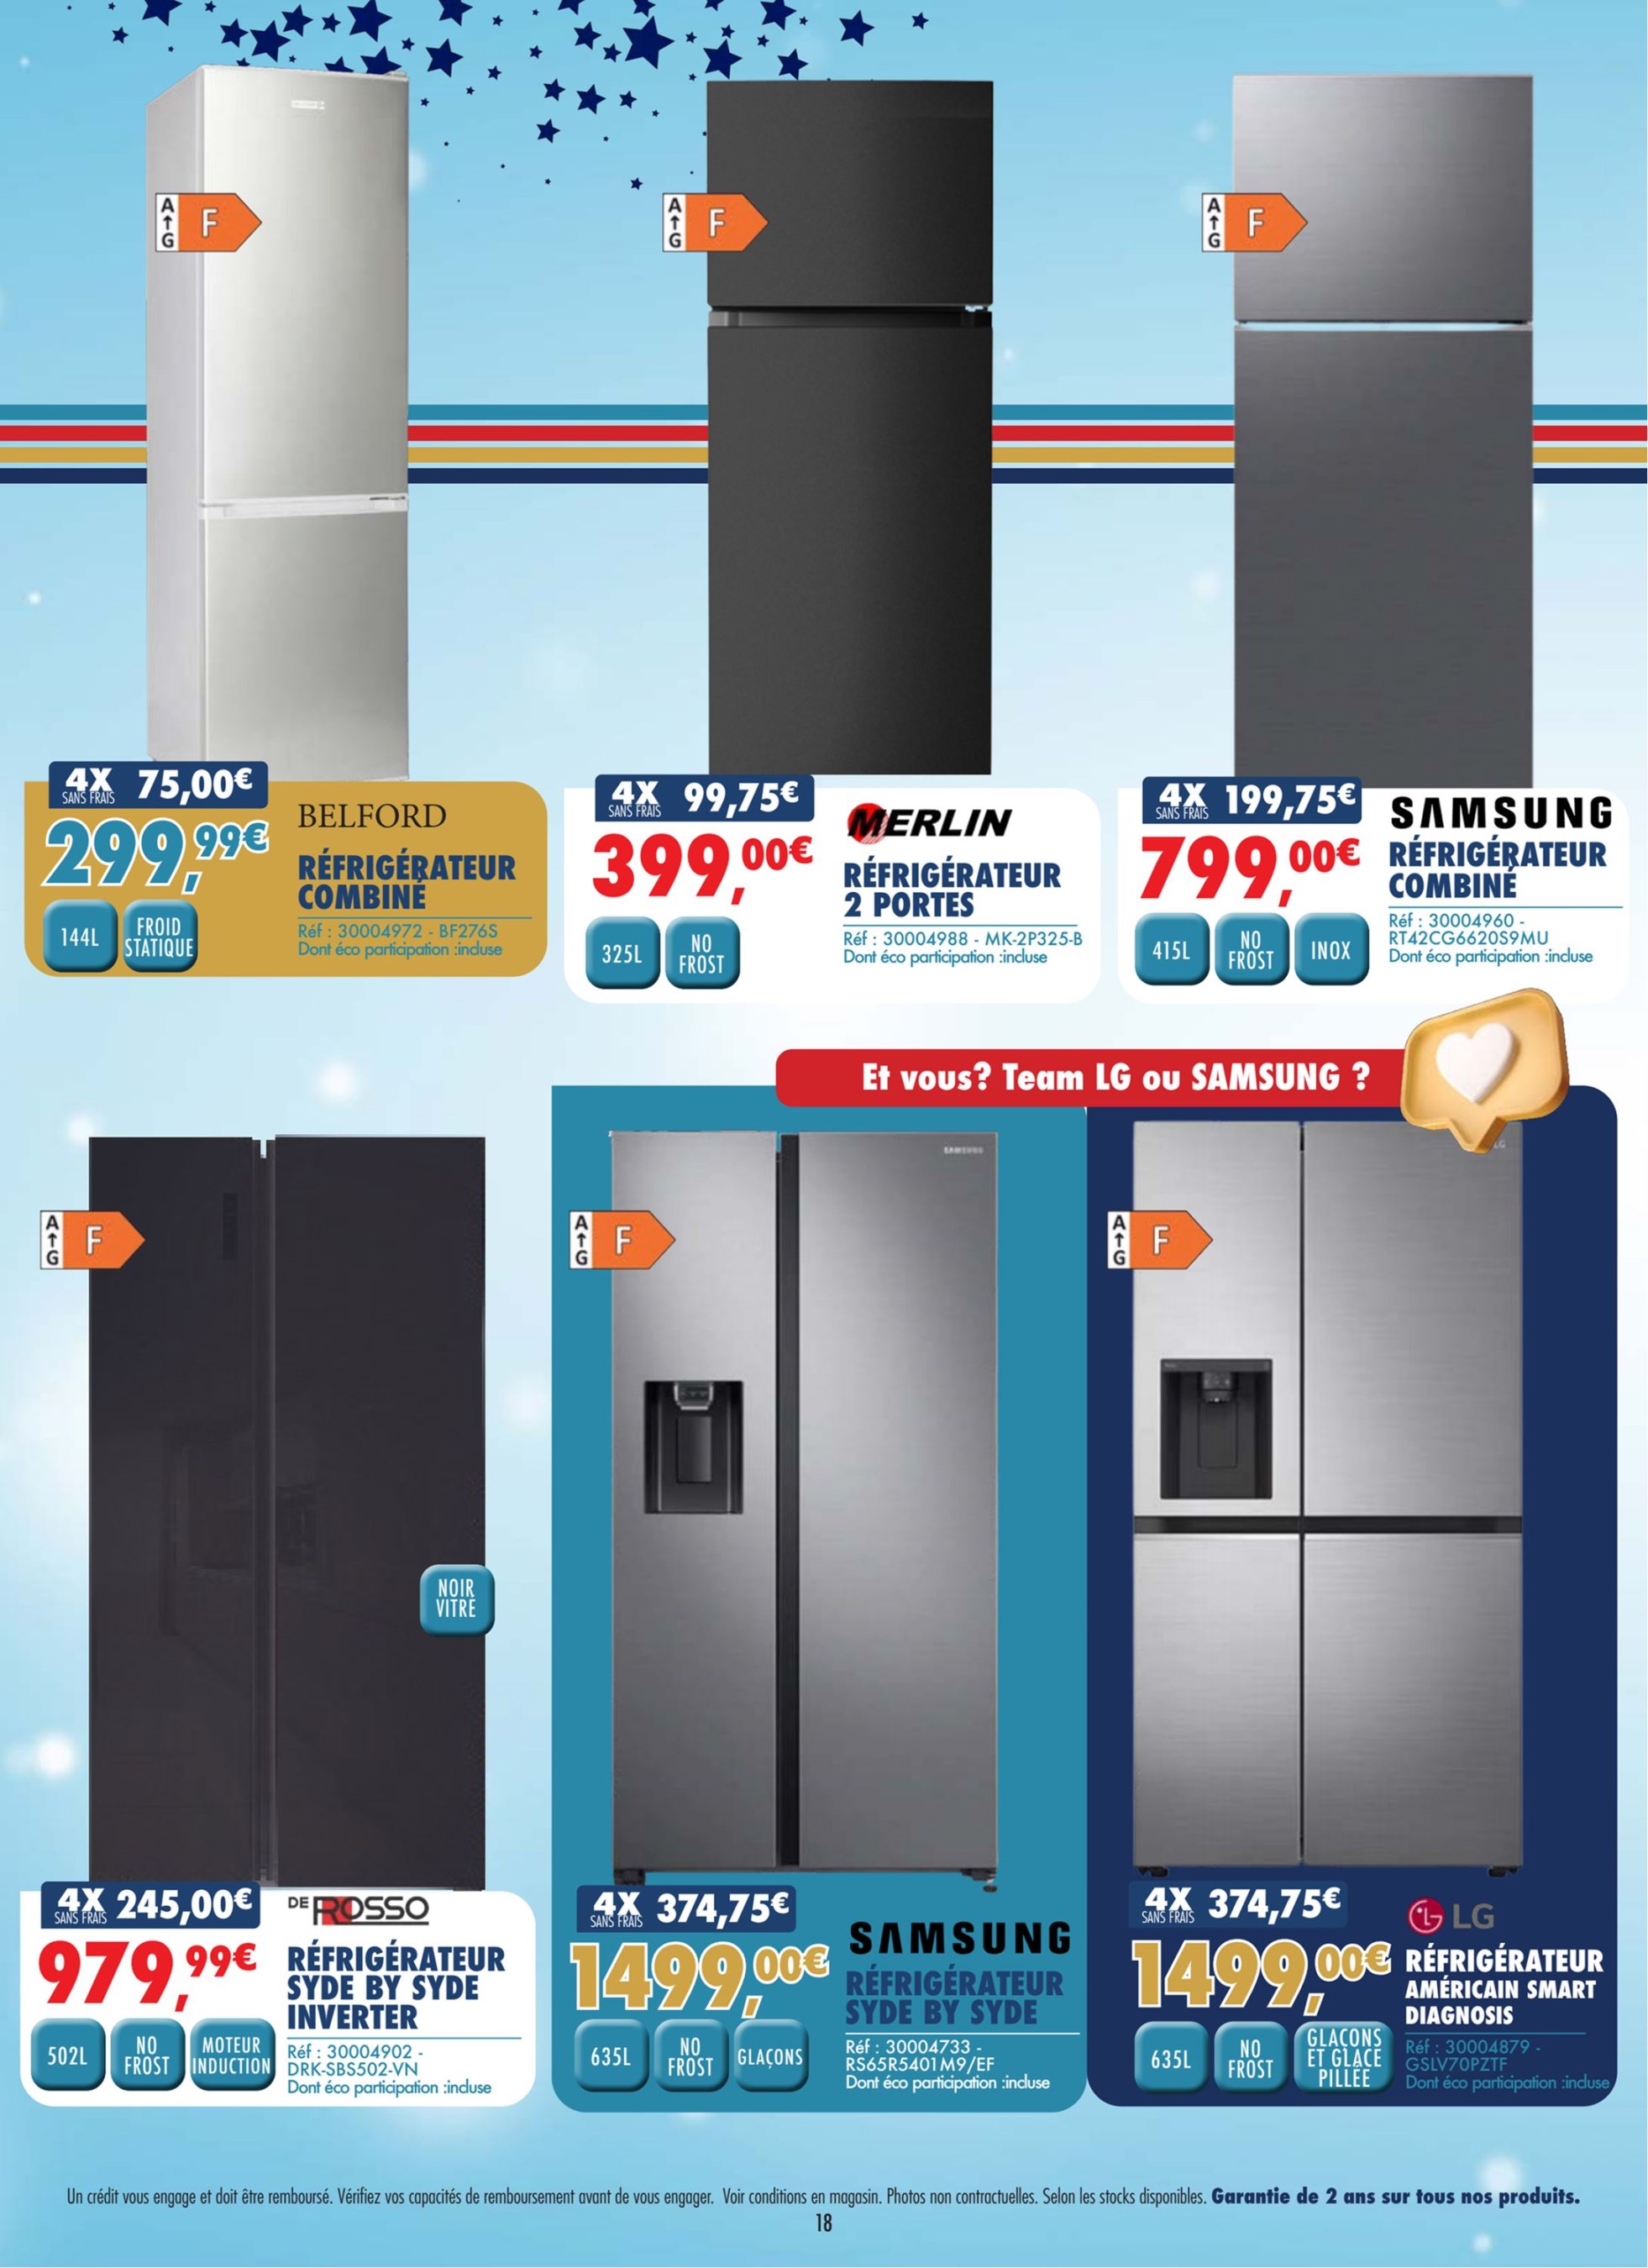 A
G
F
A
G
F
A
G
F
4X SANS FRAIS 75,00€
299,99€
144L
FROID
STATIQUE
BELFORD
RÉFRIGÉRATEUR
COMBINÉ
Réf : 30004972 - BF276S
Dont éco participation :incluse
4X SANS FRAIS 99,75€
399,00€
325L
NO
FROST
MERLIN
RÉFRIGÉRATEUR
2 PORTES
Réf : 30004988 - MK-2P325-B
Dont éco participation :incluse
4X SANS FRAIS 199,75€
799,00€
415L
NO
FROST
INOX
SAMSUNG
RÉFRIGÉRATEUR
COMBINÉ
Réf : 30004960 -
RT42CG6620S9MU
Dont éco participation :incluse
Et vous? Team LG ou SAMSUNG ?
A
G
F
NOIR
VITRE
A
G
F
SAMSUNG
A
G
F
LG
4X SANS FRAIS 245,00€
979,99€
502L
NO
FROST
MOTEUR
INDUCTION
DE ROSSO
RÉFRIGÉRATEUR
SYDE BY SYDE
INVERTER
Réf : 30004902 -
DRK-SBS502-VN
Dont éco participation :incluse
4X SANS FRAIS 374,75€
1499,00€
635L
NO
FROST
GLAÇONS
SAMSUNG
RÉFRIGÉRATEUR
SYDE BY SYDE
Réf : 30004733 -
RS65R5401M9/EF
Dont éco participation :incluse
4X SANS FRAIS 374,75€
1499,00€
635L
NO
FROST
GLACONS
ET GLACE
PILLÉE
LG
RÉFRIGÉRATEUR
AMÉRICAIN SMART
DIAGNOSIS
Réf : 30004879 -
GSLV70PZTF
Dont éco participation :incluse
Un crédit vous engage et doit être remboursé. Vérifiez vos capacités de remboursement avant de vous engager. Voir conditions en magasin. Photos non contractuelles. Selon les stocks disponibles. Garantie de 2 ans sur tous nos produits.
18